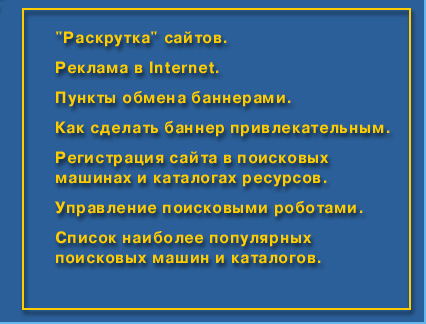 "Раскрутка" сайтов.
Реклама в Internet.
Пункты обмена баннерами.
Как сделать баннер привлекательным.
Регистрация сайта в поисковых
машинах и каталогах ресурсов.
Управление поисковыми роботами.
Список наиболее популярных
поисковых машин и каталогов.